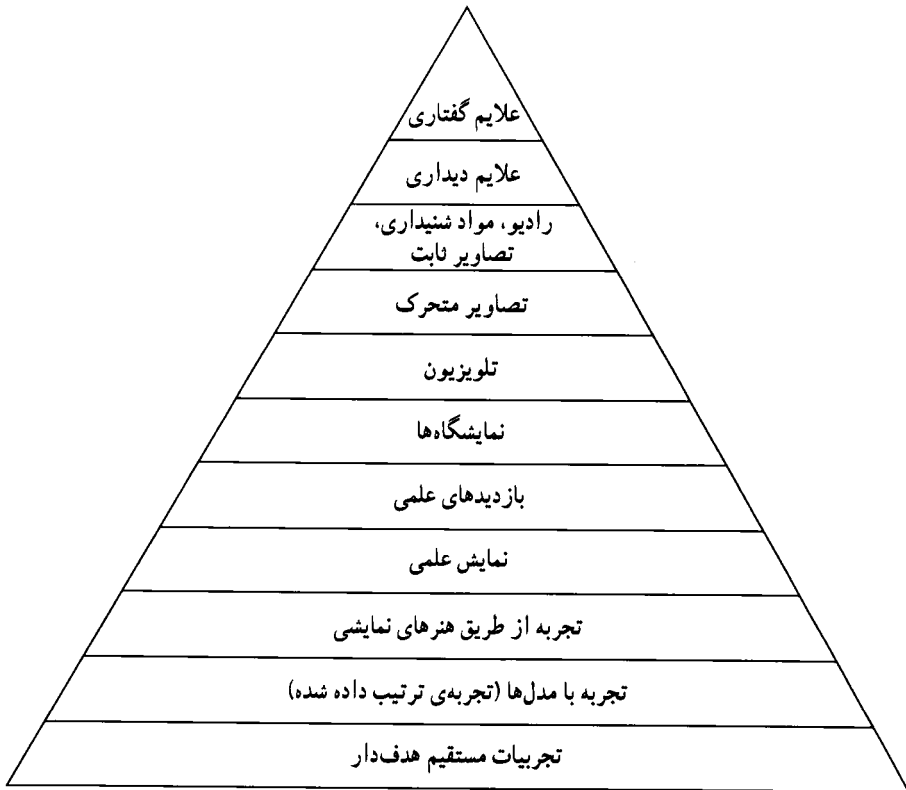 علایم گفتاری
علایم دیداری
رادیو، مواد شنیداری،
تصاویر ثابت
تصاویر متحرک
تلویزیون
نمایشگاه‌ها
بازدیدهای علمی
نمایش علمی
تجربه از طریق هنرهای نمایشی
تجربه با مدل‌ها (تجربه‌ی ترتیب داده شده)
تجربیات مستقیم هدف‌دار